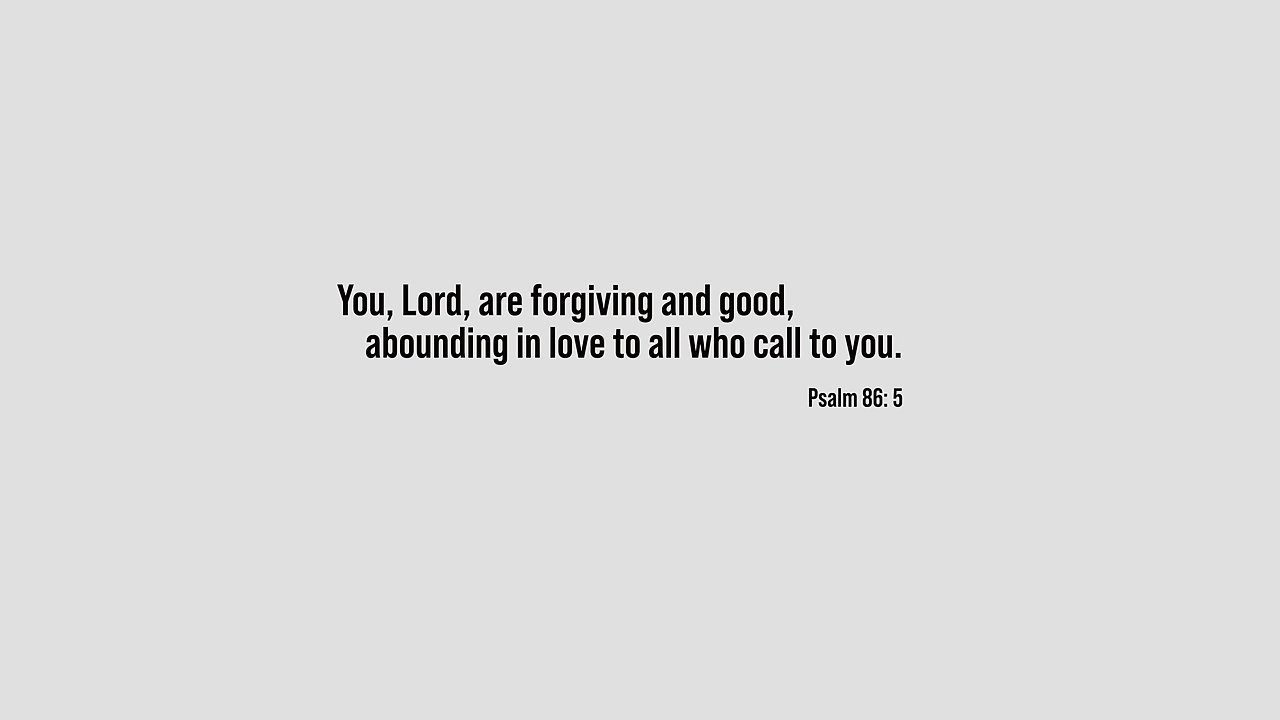 You, Lord, are forgiving and good,
abounding in love to all who call to you.
Psalm 86: 5